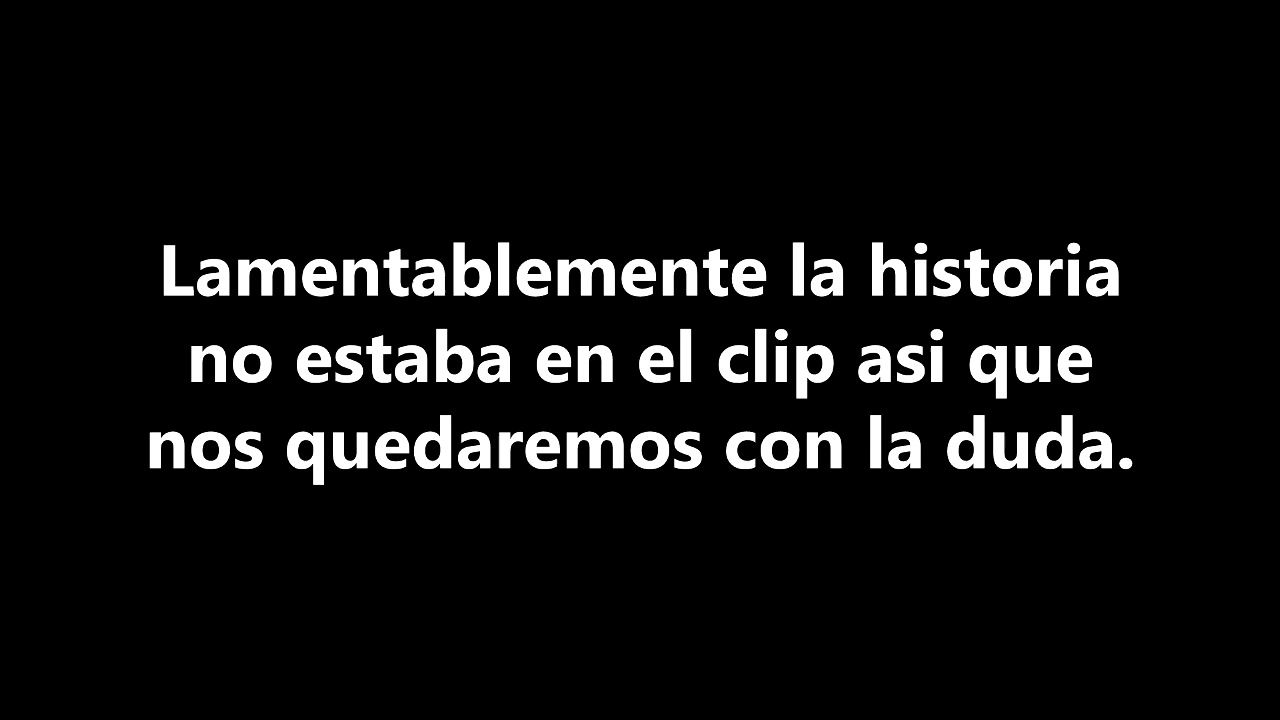 Lamentablemente la historia
no estaba en el clip asi que
nos quedaremos con la duda.